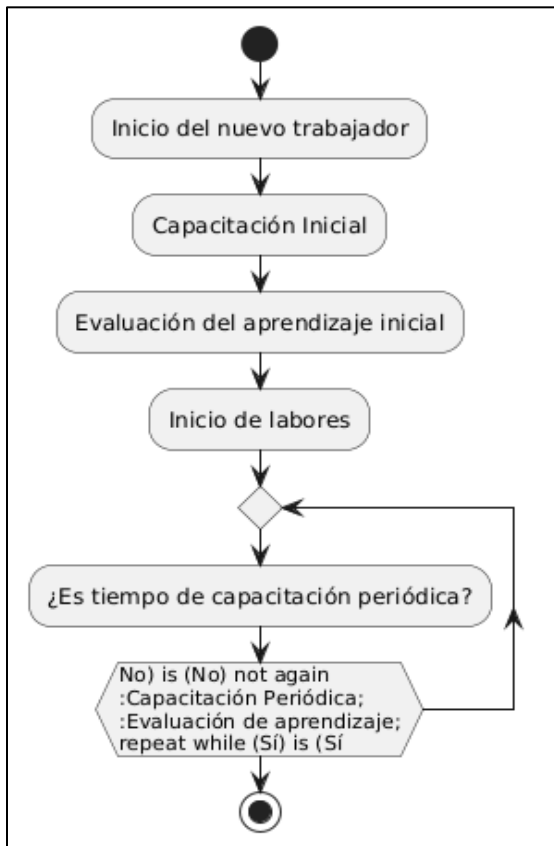 Inicio del nuevo trabajador
Capacitación Inicial
Evaluación del aprendizaje inicial
Inicio de labores
¿Es tiempo de capacitación periódica?
No) is (No) not again
:Capacitación Periódica;
:Evaluación de aprendizaje;
repeat while (Sí) is (Sí